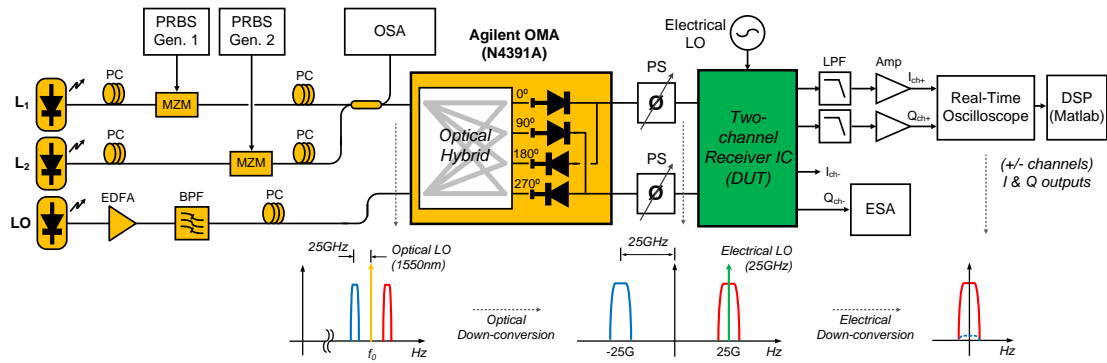 PRBS
Gen. 1
PRBS
Gen. 2
OSA
Agilent OMA
(N4391A)
Electrical
LO
L1
PC
MZM
PC
L2
PC
MZM
LO
EDFA
BPF
PC
Optical
Hybrid
0º
90º
180º
270º
PS
Ø
PS
Ø
Two-
channel
Receiver IC
(DUT)
LPF
Amp
Ich+
Qch+
Ich-
Qch-
ESA
Real-Time
Oscilloscope
DSP
(Matlab)
(+/- channels)
I & Q outputs
25GHz
Optical LO
(1550nm)
f0
Hz
Optical
Down-conversion
25GHz
Electrical LO
(25GHz)
-25G
25G
Hz
Electrical
Down-conversion
Hz